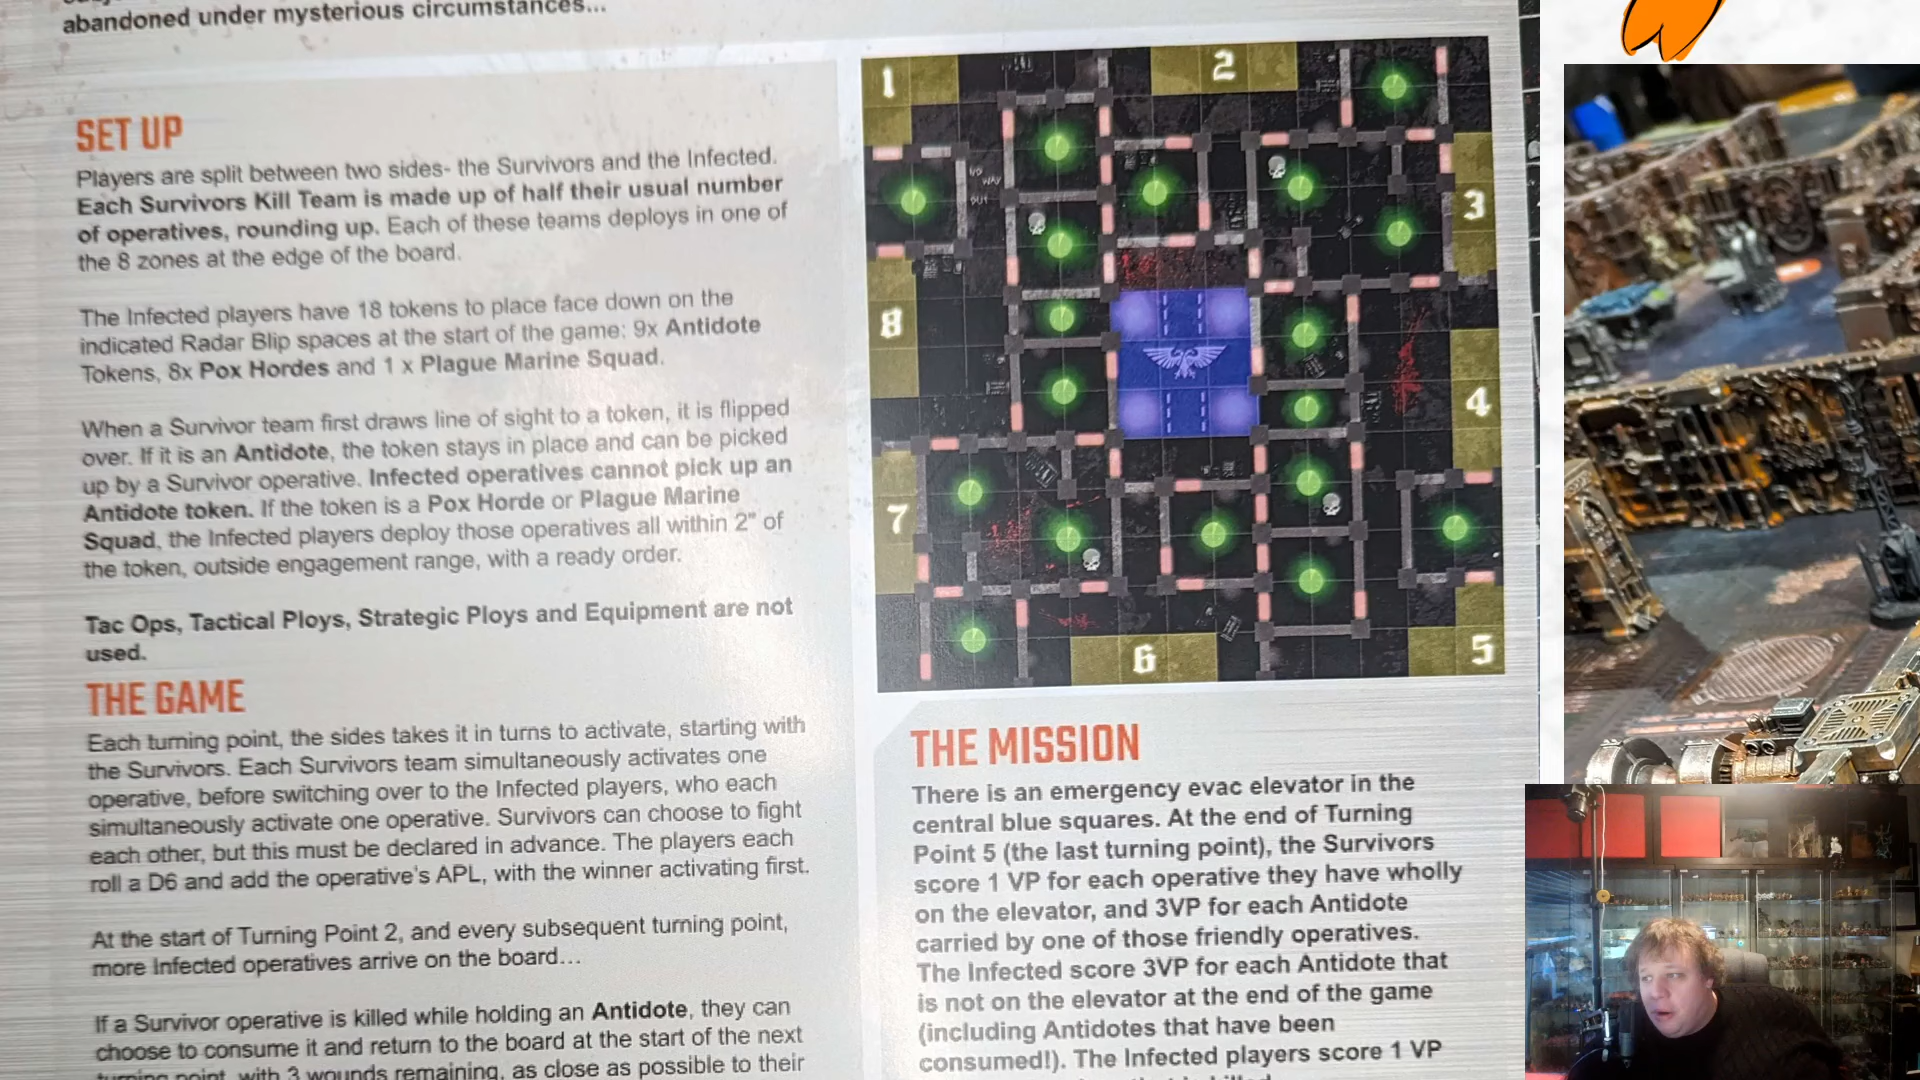 abandoned under mysterious circumstances...
SET UP
Players are split between two sides- the Survivors and the Infected.
Each Survivors Kill Team is made up of half their usual number
of operatives, rounding up. Each of these teams deploys in one of
the 8 zones at the edge of the board.
The Infected players have 18 tokens to place face down on the
indicated Radar Blip spaces at the start of the game: 9x Antidote
Tokens, 8x Pox Hordes and 1 x Plague Marine Squad.
When a Survivor team first draws line of sight to a token, it is flipped
over. If it is an Antidote, the token stays in place and can be picked
up by a Survivor operative. Infected operatives cannot pick up an
Antidote token. If the token is a Pox Horde or Plague Marine
Squad, the Infected players deploy those operatives all within 2" of
the token, outside engagement range, with a ready order.
Tac Ops, Tactical Ploys, Strategic Ploys and Equipment are not
used.
THE GAME
Each turning point, the sides takes it in turns to activate, starting with
the Survivors. Each Survivors team simultaneously activates one
operative, before switching over to the Infected players, who each
simultaneously activate one operative. Survivors can choose to fight
each other, but this must be declared in advance. The players each
roll a D6 and add the operative's APL, with the winner activating first.
At the start of Turning Point 2, and every subsequent turning point,
more Infected operatives arrive on the board...
If a Survivor operative is killed while holding an Antidote, they can
choose to consume it and return to the board at the start of the next
turning point, with 3 wounds remaining, as close as possible to their
1
2
NO
WAY
OUT
3
8
4
7
6
5
THE MISSION
There is an emergency evac elevator in the
central blue squares. At the end of Turning
Point 5 (the last turning point), the Survivors
score 1 VP for each operative they have wholly
on the elevator, and 3VP for each Antidote
carried by one of those friendly operatives.
The Infected score 3VP for each Antidote that
is not on the elevator at the end of the game
(including Antidotes that have been
consumed!). The Infected players score 1 VP